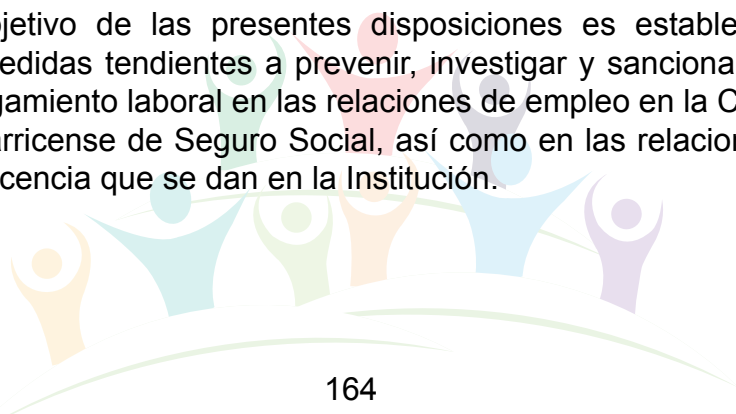 jetivo de las presentes disposiciones es estable
edidas tendientes a prevenir, investigar y sanciona
gamiento laboral en las relaciones de empleo en la C
rricense de Seguro Social, así como en las relacion
cencia que se dan en la Institución.
164